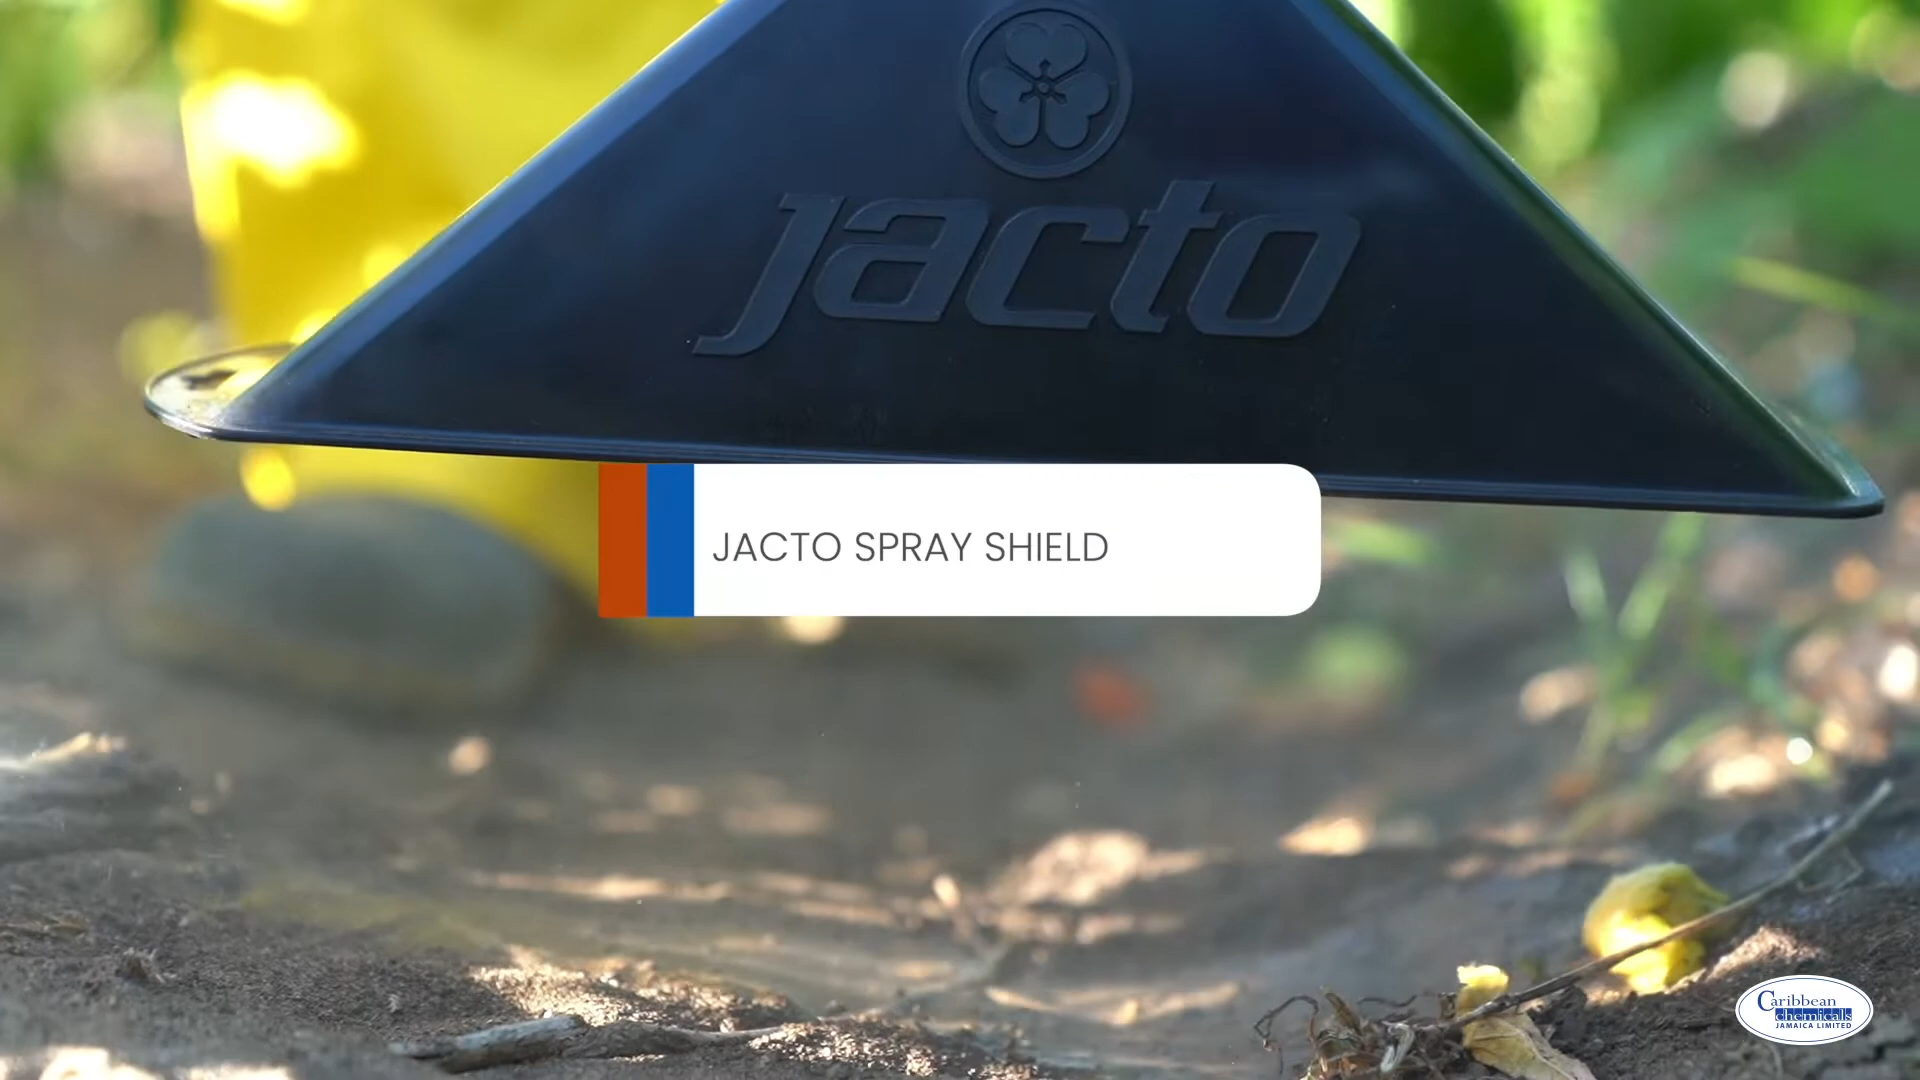 jacto
JACTO SPRAY SHIELD
Caribbean
chemicals
JAMAICA LIMITED